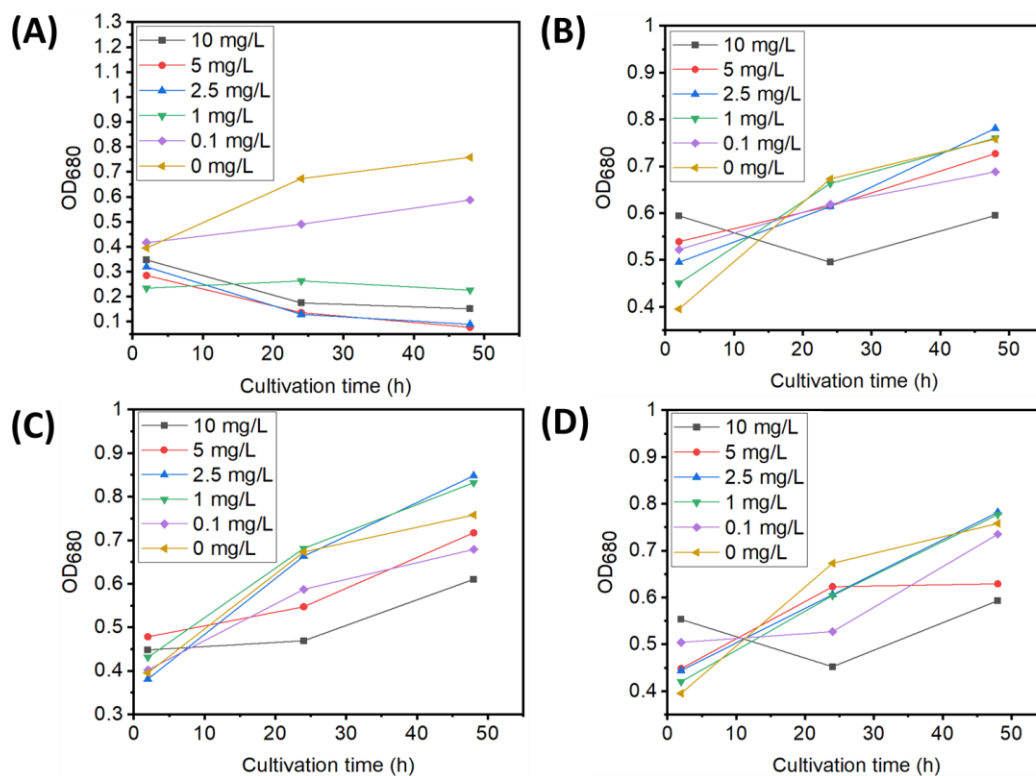 (A)
1.3
1.2
1.1
1
0.9
0.8
0.7
0.6
0.5
0.4
0.3
0.2
0.1
OD680
10 mg/L
5 mg/L
2.5 mg/L
1 mg/L
0.1 mg/L
0 mg/L
0 10 20 30 40 50
Cultivation time (h)
(B)
1
0.9
0.8
0.7
0.6
0.5
0.4
OD680
10 mg/L
5 mg/L
2.5 mg/L
1 mg/L
0.1 mg/L
0 mg/L
0 10 20 30 40 50
Cultivation time (h)
(C)
1
0.9
0.8
0.7
0.6
0.5
0.4
0.3
OD680
10 mg/L
5 mg/L
2.5 mg/L
1 mg/L
0.1 mg/L
0 mg/L
0 10 20 30 40 50
Cultivation time (h)
(D)
1
0.9
0.8
0.7
0.6
0.5
0.4
OD680
10 mg/L
5 mg/L
2.5 mg/L
1 mg/L
0.1 mg/L
0 mg/L
0 10 20 30 40 50
Cultivation time (h)